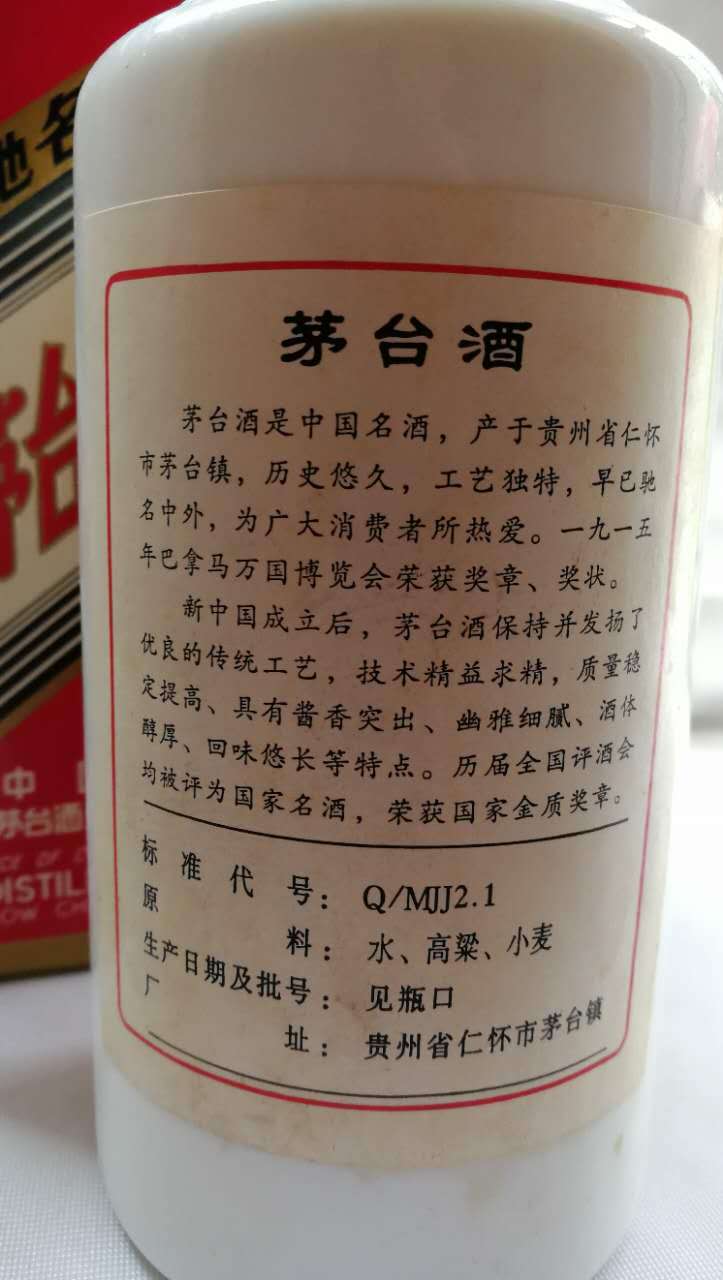 茅台酒
茅台酒是中国名酒，产于贵州省仁怀
市茅台镇，历史悠久，工艺独特，早已驰
名中外，为广大消费者所热爱。一九一五
年巴拿马万国博览会荣获奖章、奖状。
新中国成立后，茅台酒保持并发扬了
优良的传统工艺，技术精益求精，质量稳
定提高、具有酱香突出、幽雅细腻、酒体
醇厚、回味悠长等特点。历届全国评酒会
均被评为国家名酒，荣获国家金质奖章。
标准代号：Q/MJJ2.1
原料：水、高粱、小麦
生产日期及批号：见瓶口
厂址：贵州省仁怀市茅台镇
驰名
茅台
中
茅台酒
DISTIL